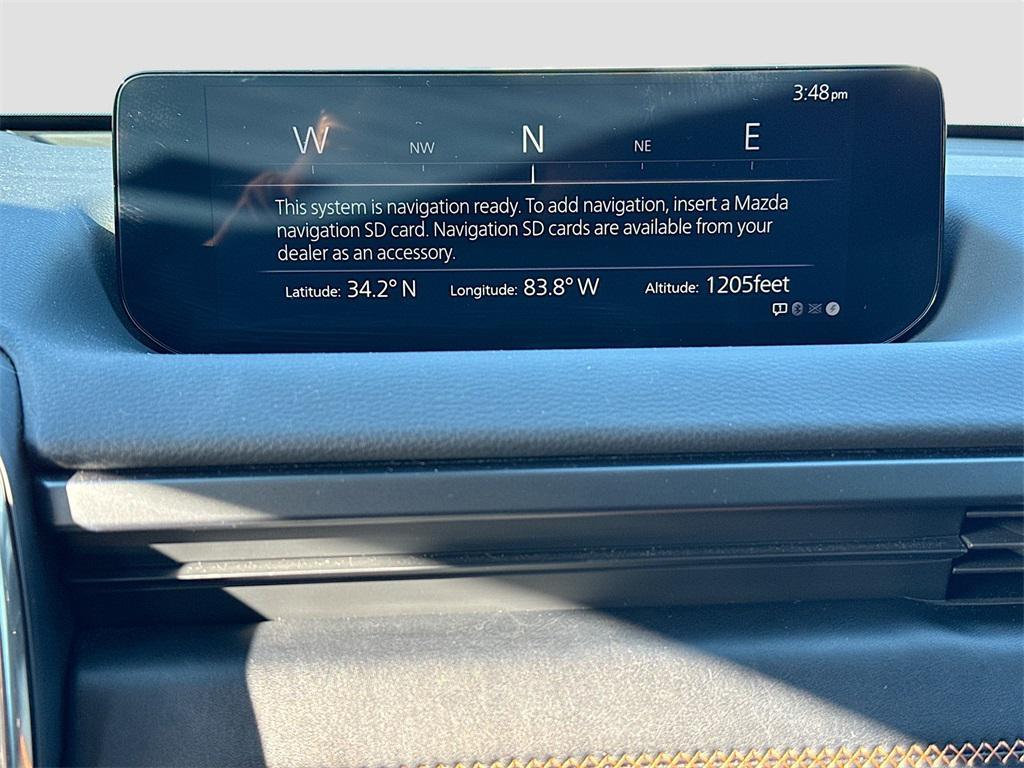 3:48pm
W NW N NE E
This system is navigation ready. To add navigation, insert a Mazda
navigation SD card. Navigation SD cards are available from your
dealer as an accessory.
Latitude: 34.2° N Longitude: 83.8° W Altitude: 1205feet